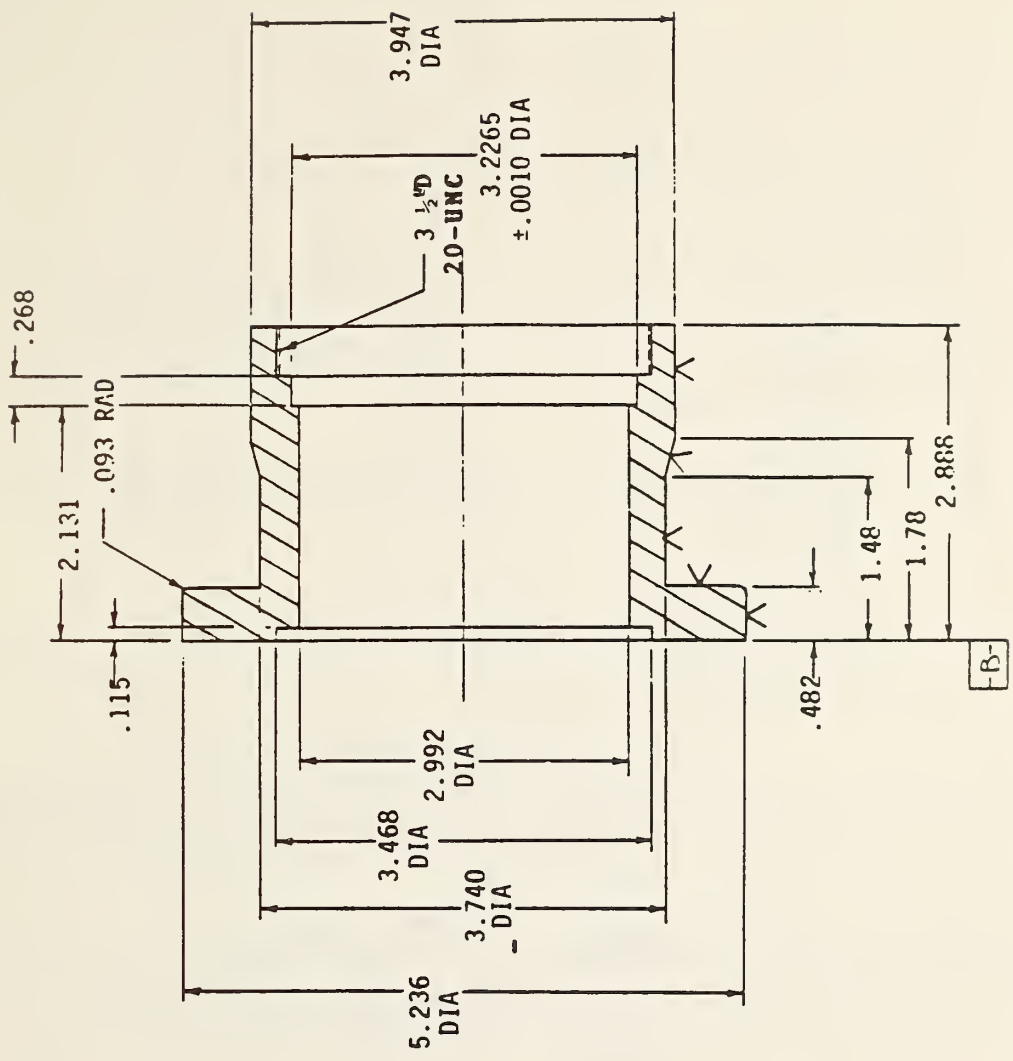 3.947
DIA
3.2265
±.0010 DIA
3 ½"D
20-UNC
.268
.093 RAD
2.131
.115
2.888
1.78
1.48
.482
-B-
2.992
DIA
3.468
DIA
3.740
DIA
5.236
DIA